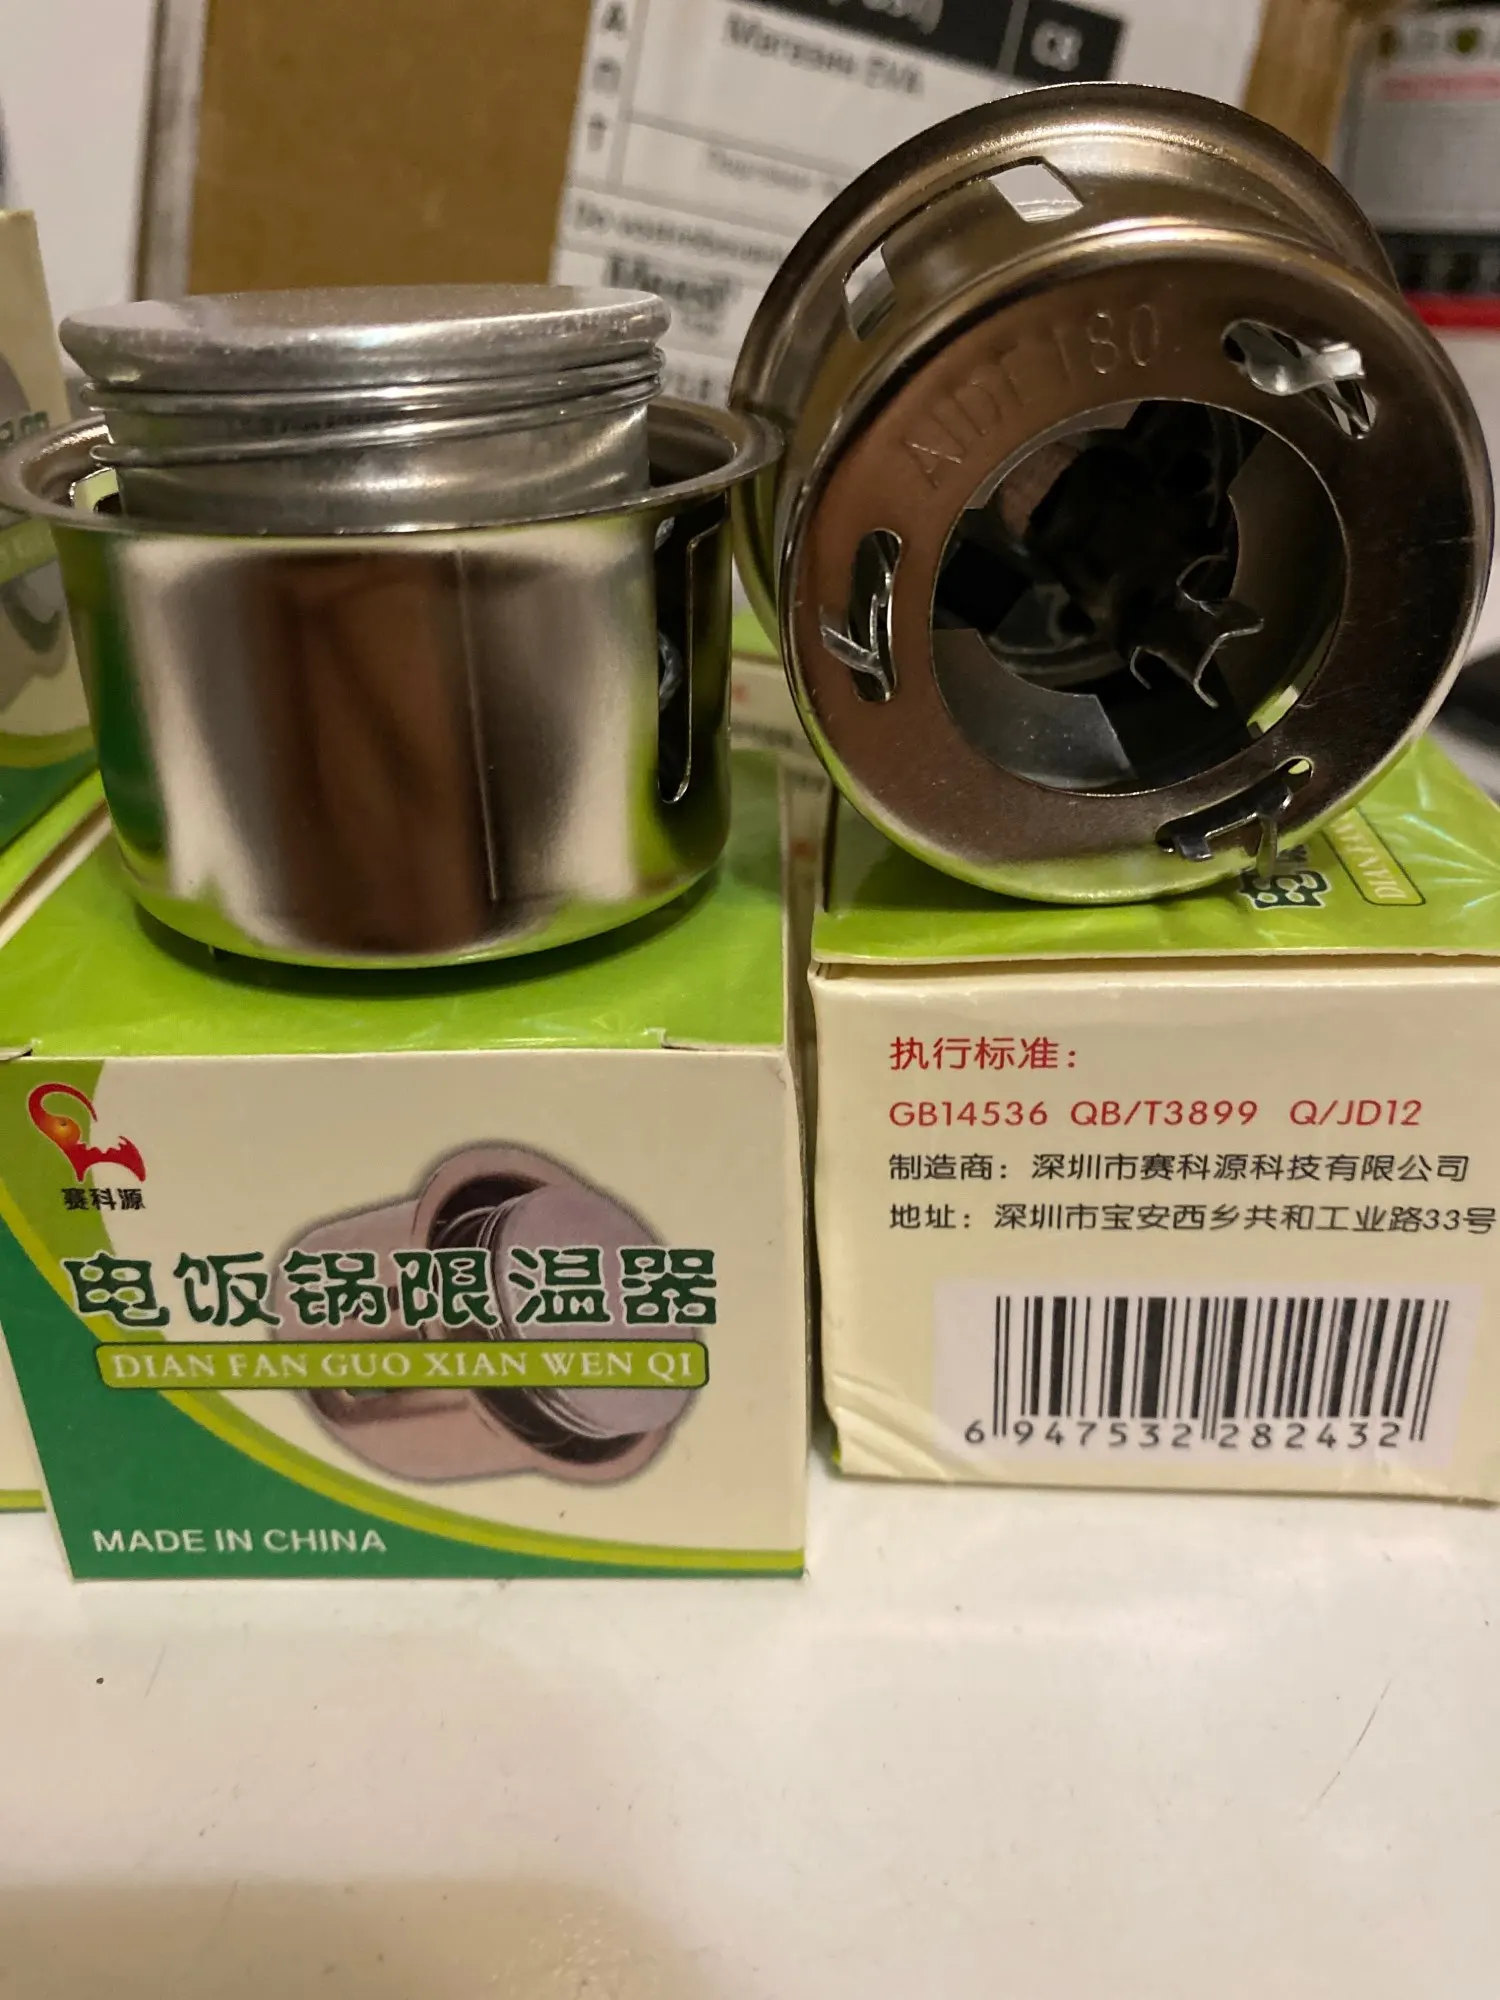 AIDE 180
赛科源
电饭锅限温器
DIAN FAN GUO XIAN WEN QI
MADE IN CHINA
执行标准：
GB14536 QB/T3899 Q/JD12
制造商：深圳市赛科源科技有限公司
地址：深圳市宝安西乡共和工业路33号
6 947532 282432